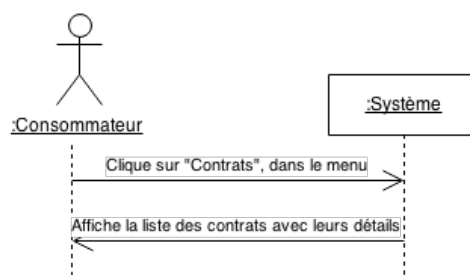 :Système
:Consommateur
Clique sur "Contrats", dans le menu
Affiche la liste des contrats avec leurs détails